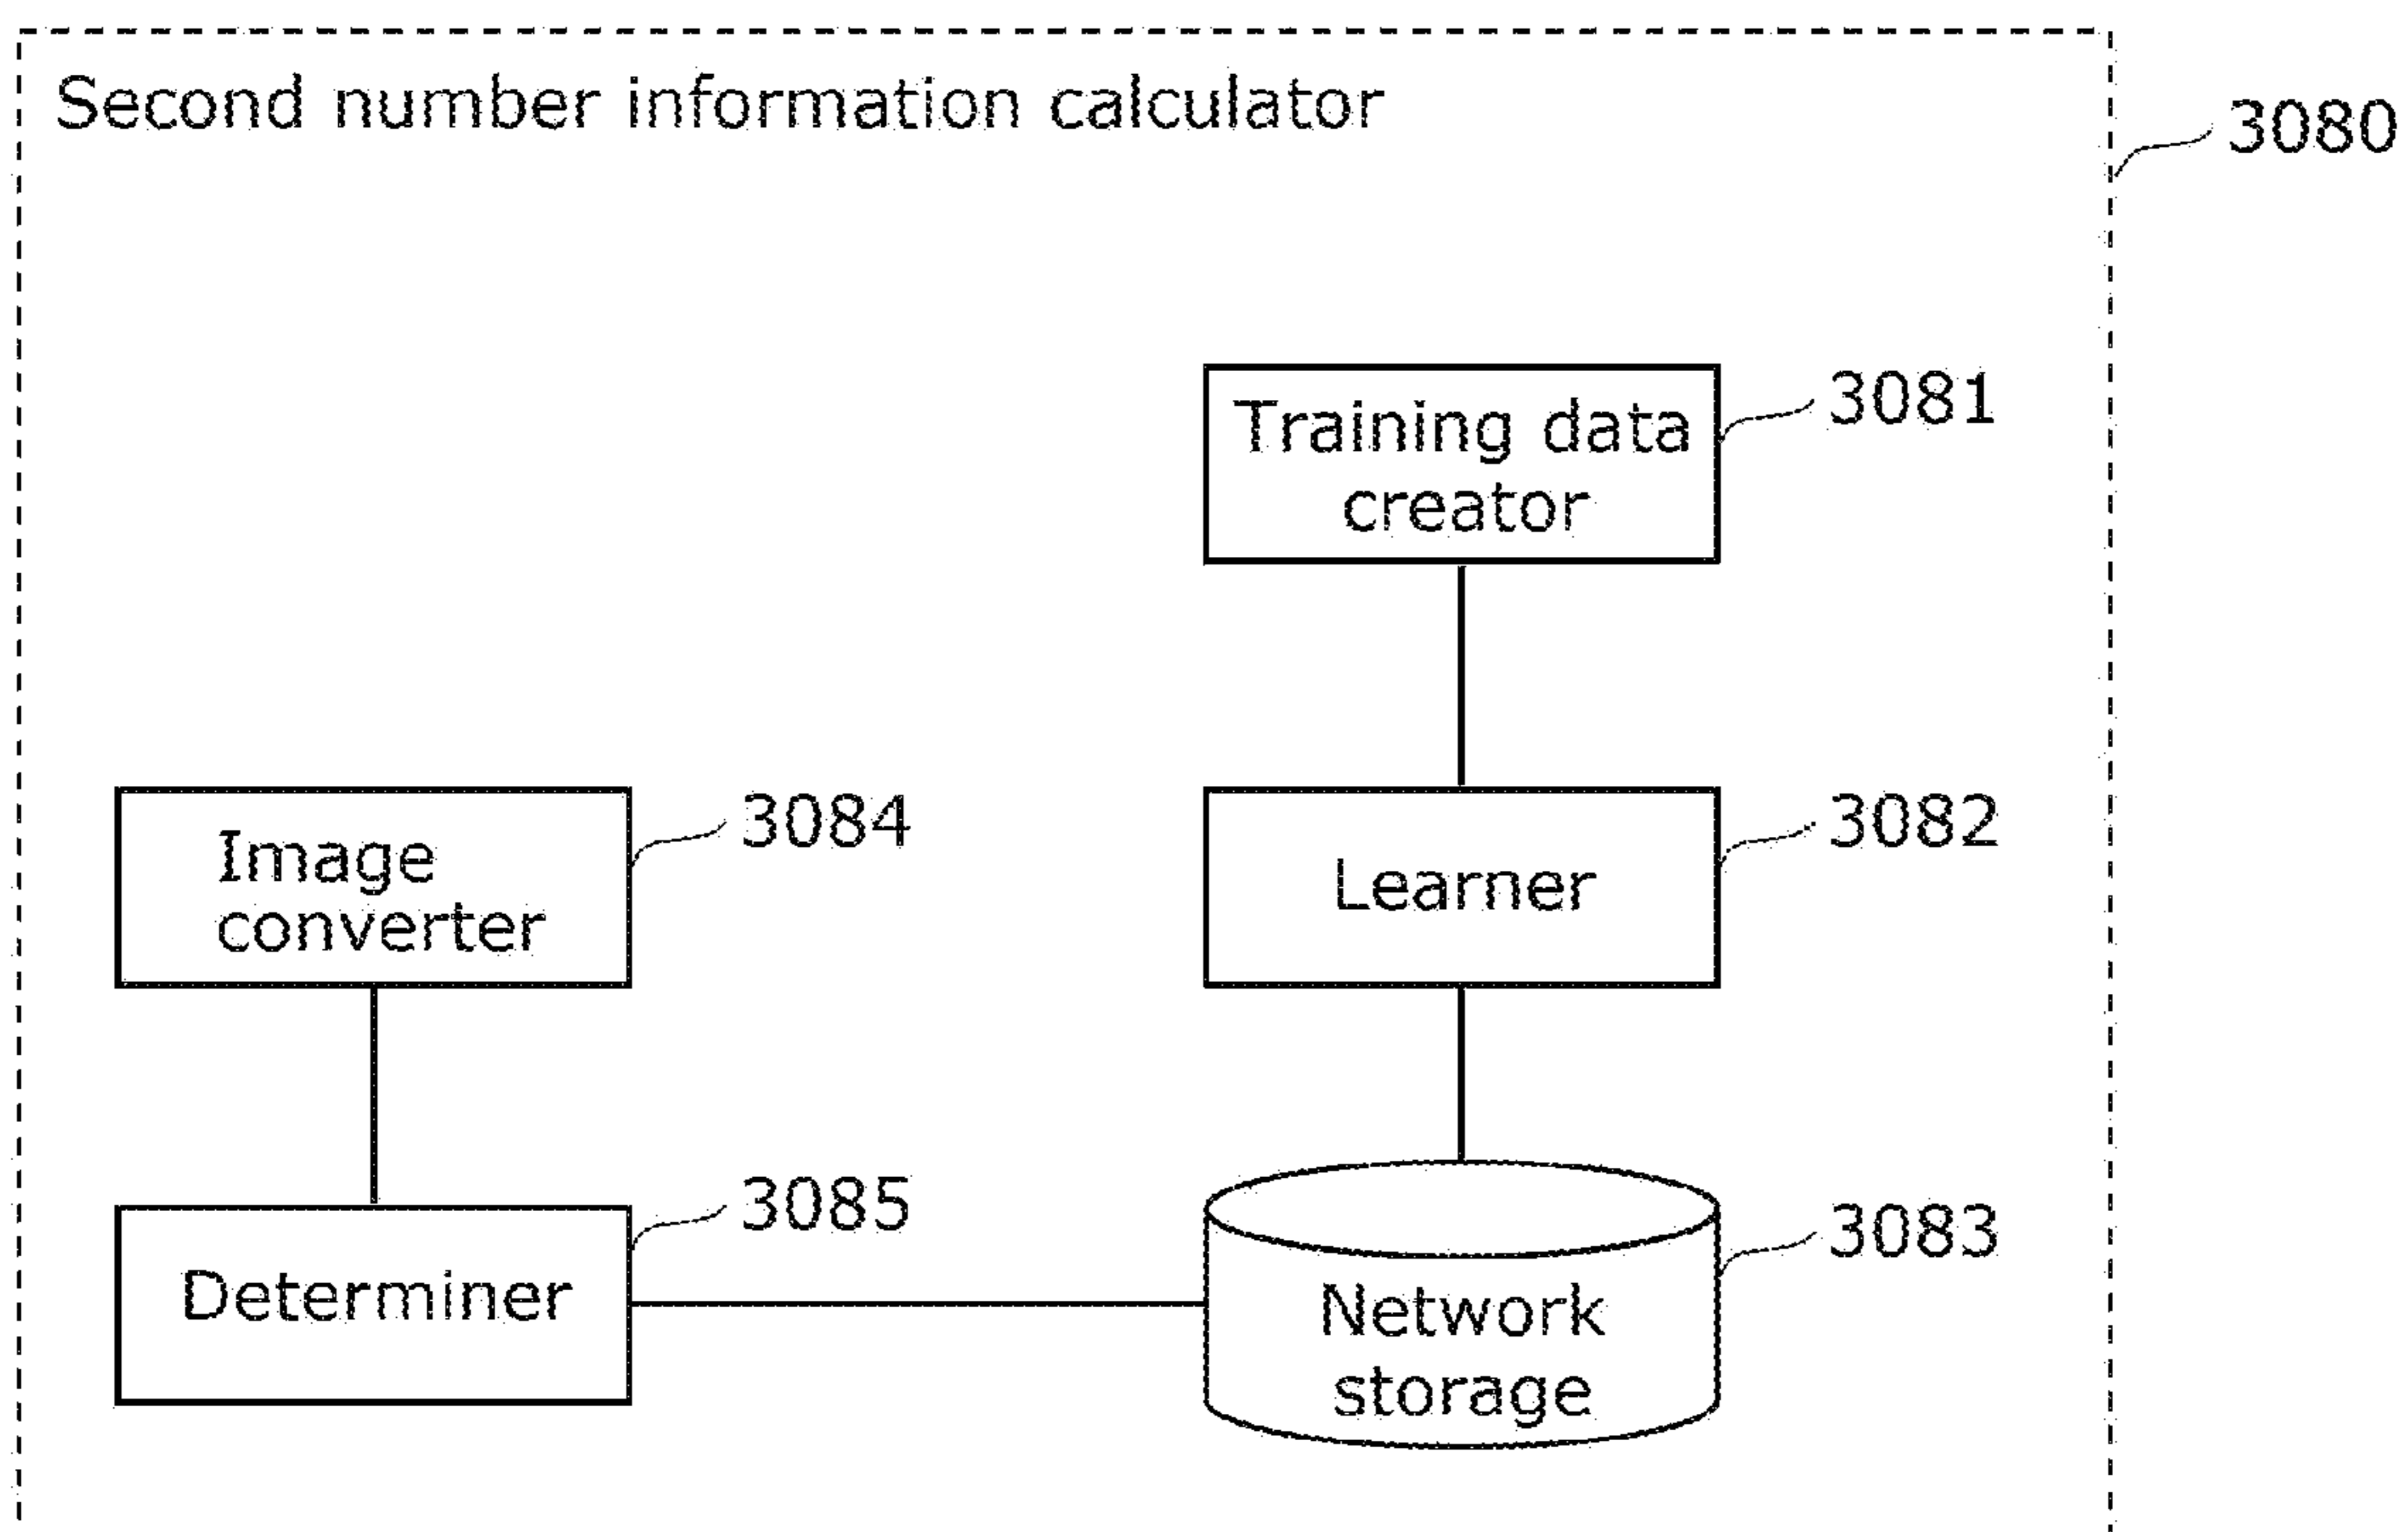 Second number information calculator
3080
Training data
creator
3081
Image
converter
3084
Learner
3082
Determiner
3085
Network
storage
3083